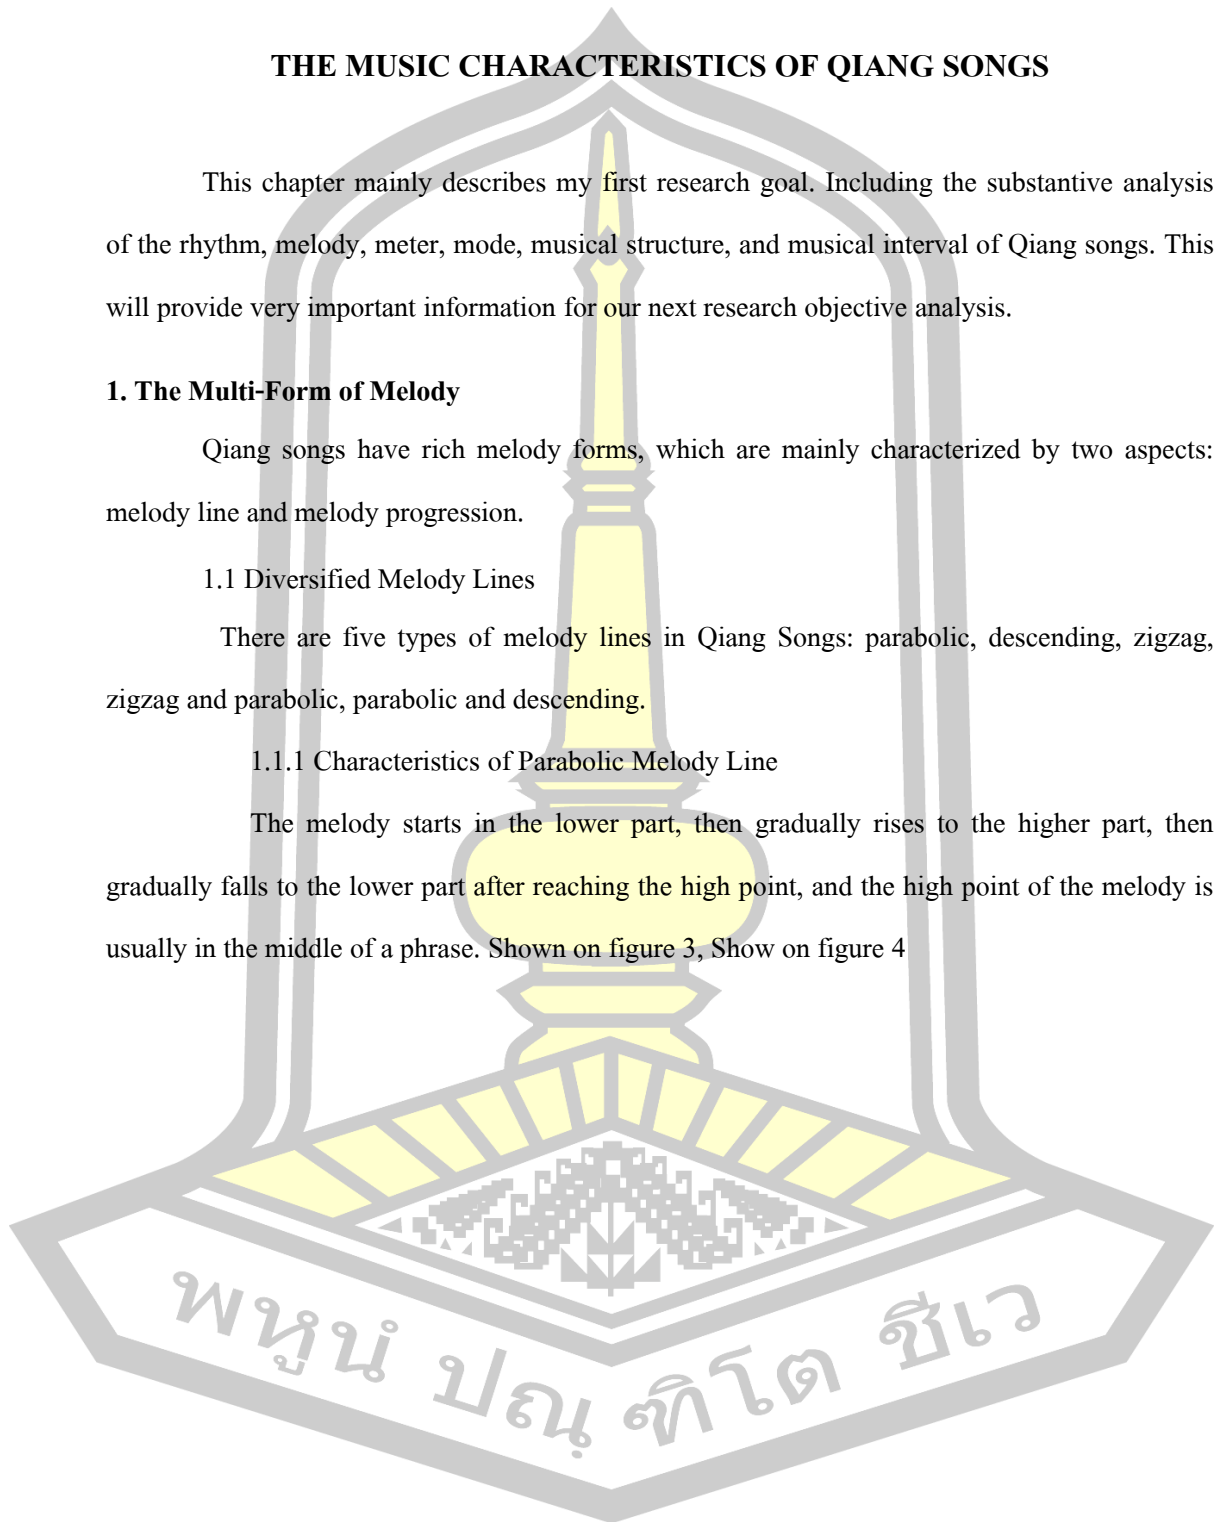 THE MUSIC CHARACTERISTICS OF QIANG SONGS
This chapter mainly describes my first research goal. Including the substantive analysis
of the rhythm, melody, meter, mode, musical structure, and musical interval of Qiang songs. This
will provide very important information for our next research objective analysis.
1. The Multi-Form of Melody
Qiang songs have rich melody forms, which are mainly characterized by two aspects:
melody line and melody progression.
1.1 Diversified Melody Lines
There are five types of melody lines in Qiang Songs: parabolic, descending, zigzag,
zigzag and parabolic, parabolic and descending.
1.1.1 Characteristics of Parabolic Melody Line
The melody starts in the lower part, then gradually rises to the higher part, then
gradually falls to the lower part after reaching the high point, and the high point of the melody is
usually in the middle of a phrase. Shown on figure 3, Show on figure 4
พหูนํ ปณฺ ฑิโต ชีเว